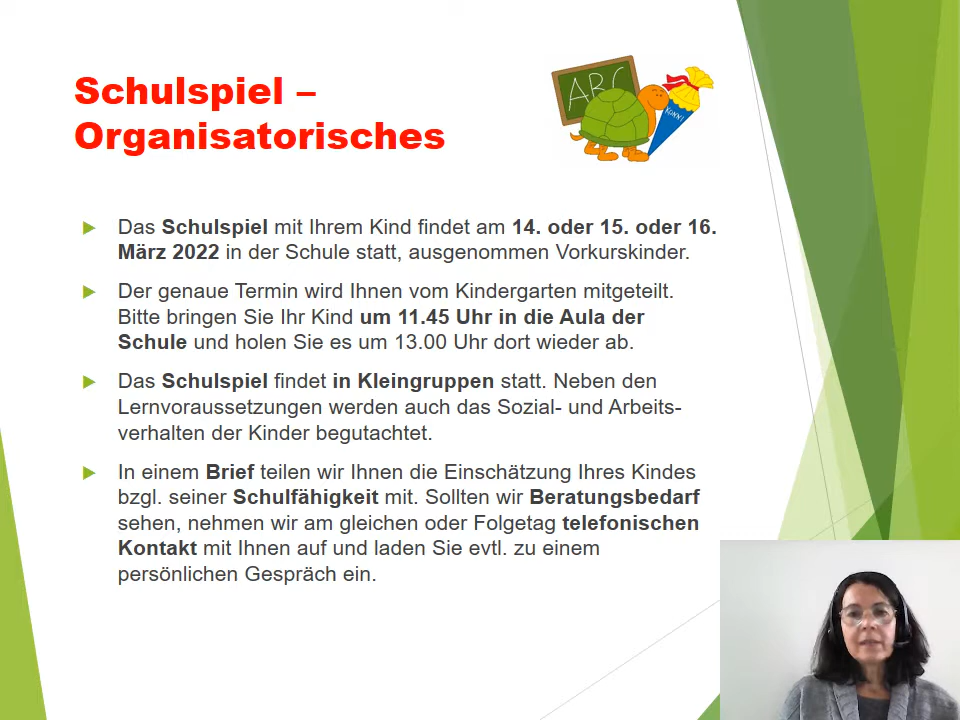 Schulspiel –
Organisatorisches
ABC
Das Schulspiel mit Ihrem Kind findet am 14. oder 15. oder 16.
März 2022 in der Schule statt, ausgenommen Vorkurskinder.
Der genaue Termin wird Ihnen vom Kindergarten mitgeteilt.
Bitte bringen Sie Ihr Kind um 11.45 Uhr in die Aula der
Schule und holen Sie es um 13.00 Uhr dort wieder ab.
Das Schulspiel findet in Kleingruppen statt. Neben den
Lernvoraussetzungen werden auch das Sozial- und Arbeits-
verhalten der Kinder begutachtet.
In einem Brief teilen wir Ihnen die Einschätzung Ihres Kindes
bzgl. seiner Schulfähigkeit mit. Sollten wir Beratungsbedarf
sehen, nehmen wir am gleichen oder Folgetag telefonischen
Kontakt mit Ihnen auf und laden Sie evtl. zu einem
persönlichen Gespräch ein.